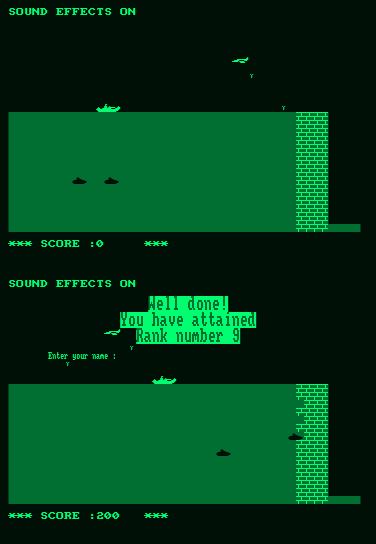 SOUND EFFECTS ON
*** SCORE :0 ***
SOUND EFFECTS ON
Well done!
You have attained
Rank number 9
Enter your name :
*** SCORE :200 ***